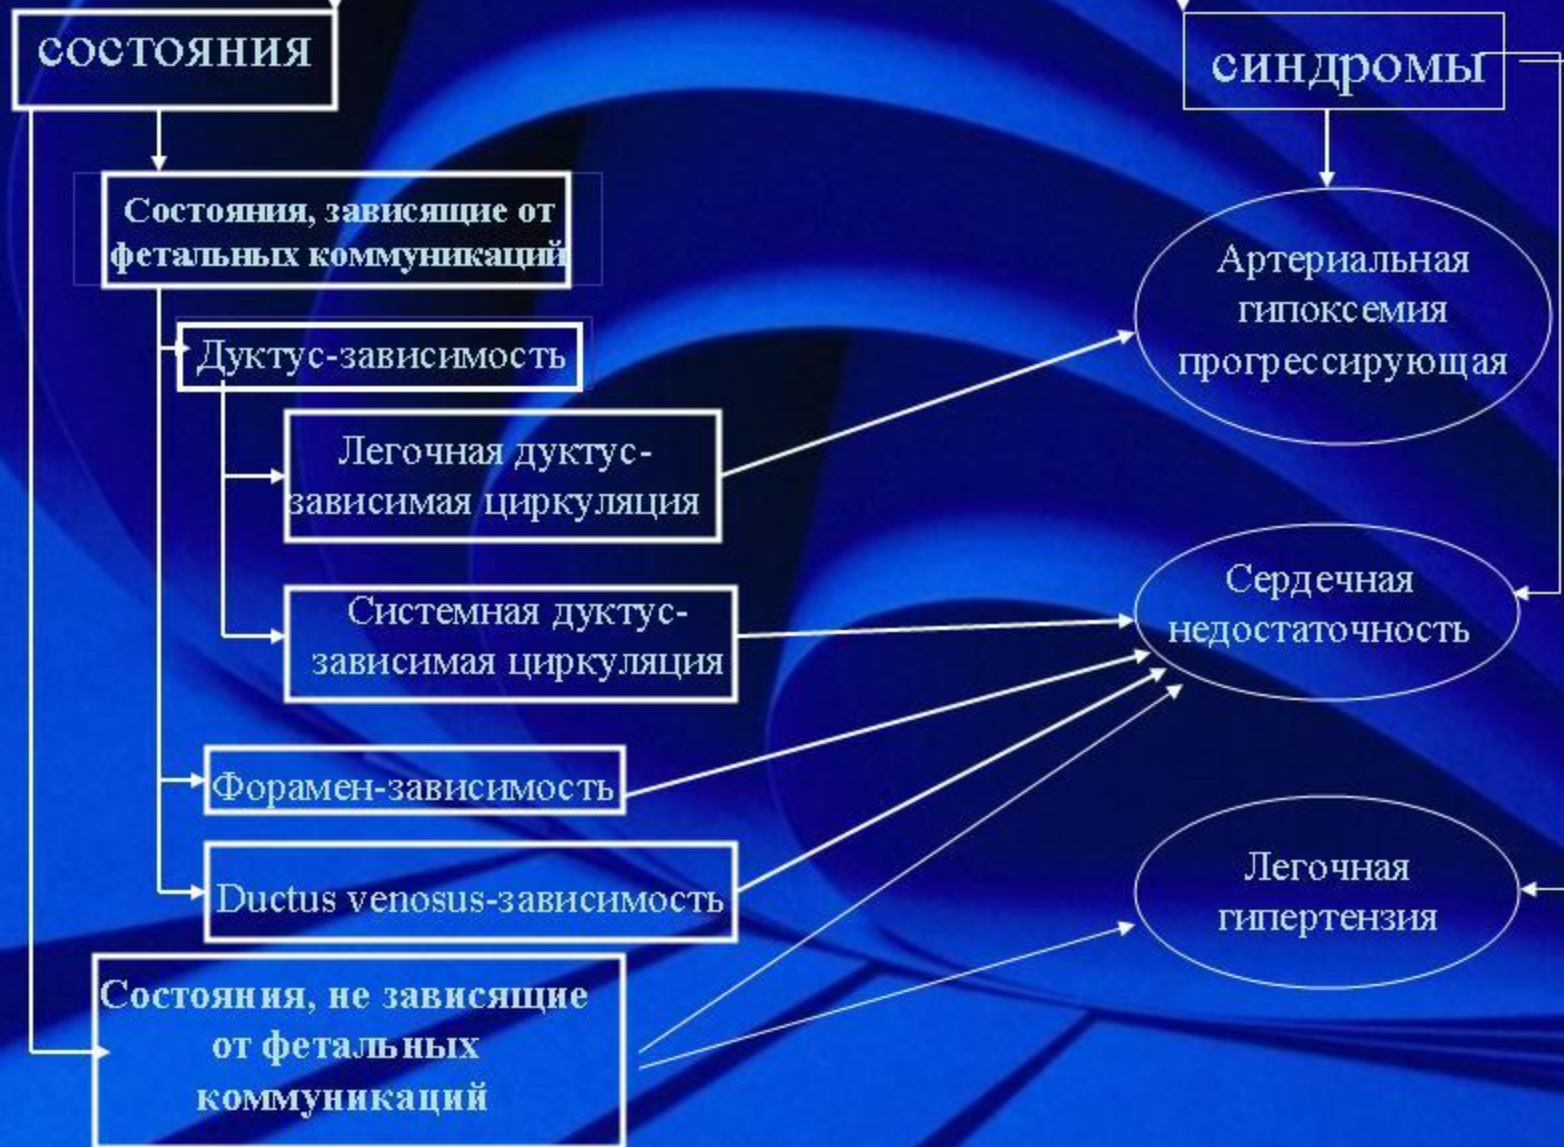 состояния
синдромы
Состояния, зависящие от
фетальных коммуникаций
Дуктус-зависимость
Легочная дуктус-
зависимая циркуляция
Системная дуктус-
зависимая циркуляция
Форамен-зависимость
Ductus venosus-зависимость
Состояния, не зависящие
от фетальных
коммуникаций
Артериальная
гипоксемия
прогрессирующая
Сердечная
недостаточность
Легочная
гипертензия